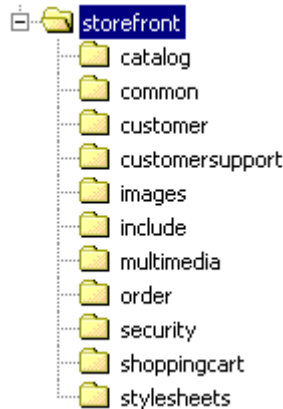 storefront
catalog
common
customer
customersupport
images
include
multimedia
order
security
shoppingcart
stylesheets